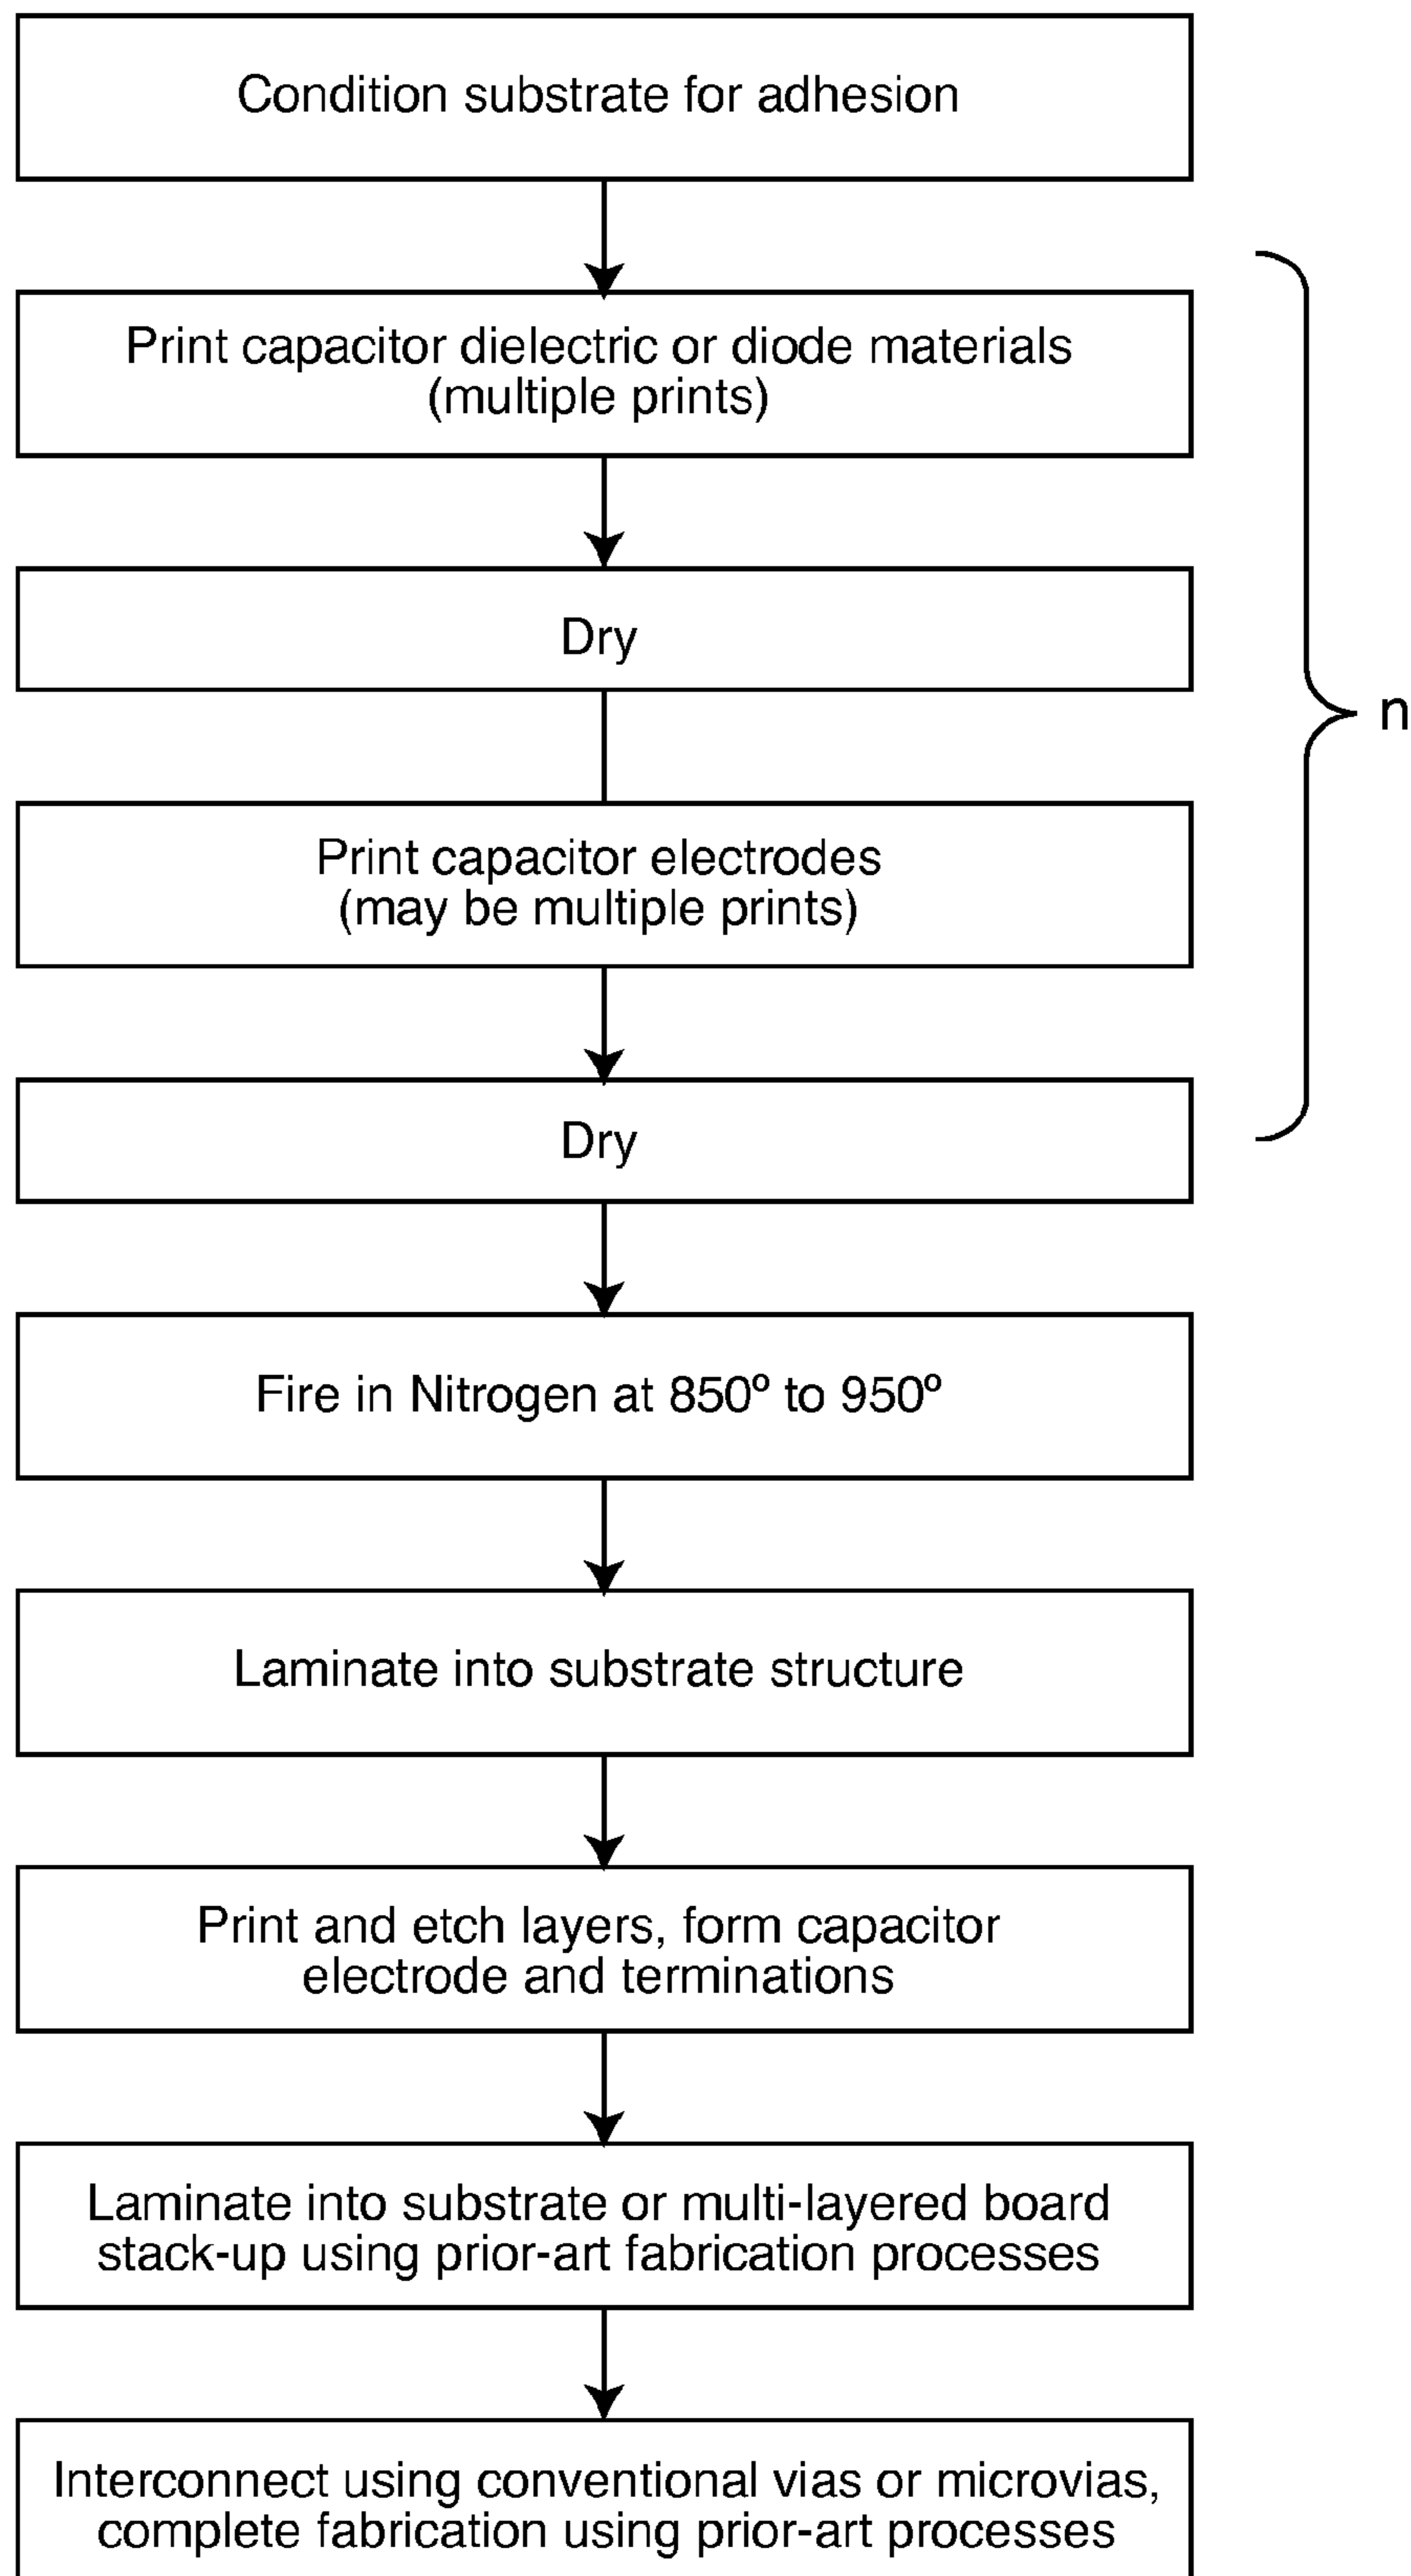 Condition substrate for adhesion
Print capacitor dielectric or diode materials
(multiple prints)
Dry
n
Print capacitor electrodes
(may be multiple prints)
Dry
Fire in Nitrogen at 850º to 950º
Laminate into substrate structure
Print and etch layers, form capacitor
electrode and terminations
Laminate into substrate or multi-layered board
stack-up using prior-art fabrication processes
Interconnect using conventional vias or microvias,
complete fabrication using prior-art processes